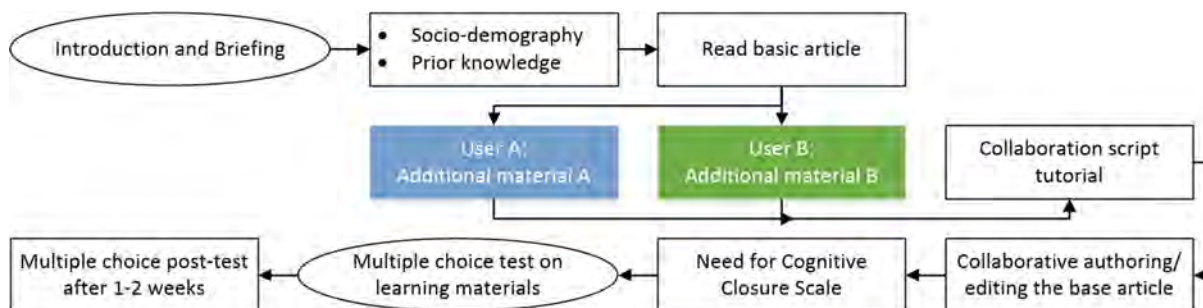 Introduction and Briefing
• Socio-demography
• Prior knowledge
Read basic article
User A:
Additional material A
User B:
Additional material B
Collaboration script
tutorial
Multiple choice post-test
after 1-2 weeks
Multiple choice test on
learning materials
Need for Cognitive
Closure Scale
Collaborative authoring/
editing the base article